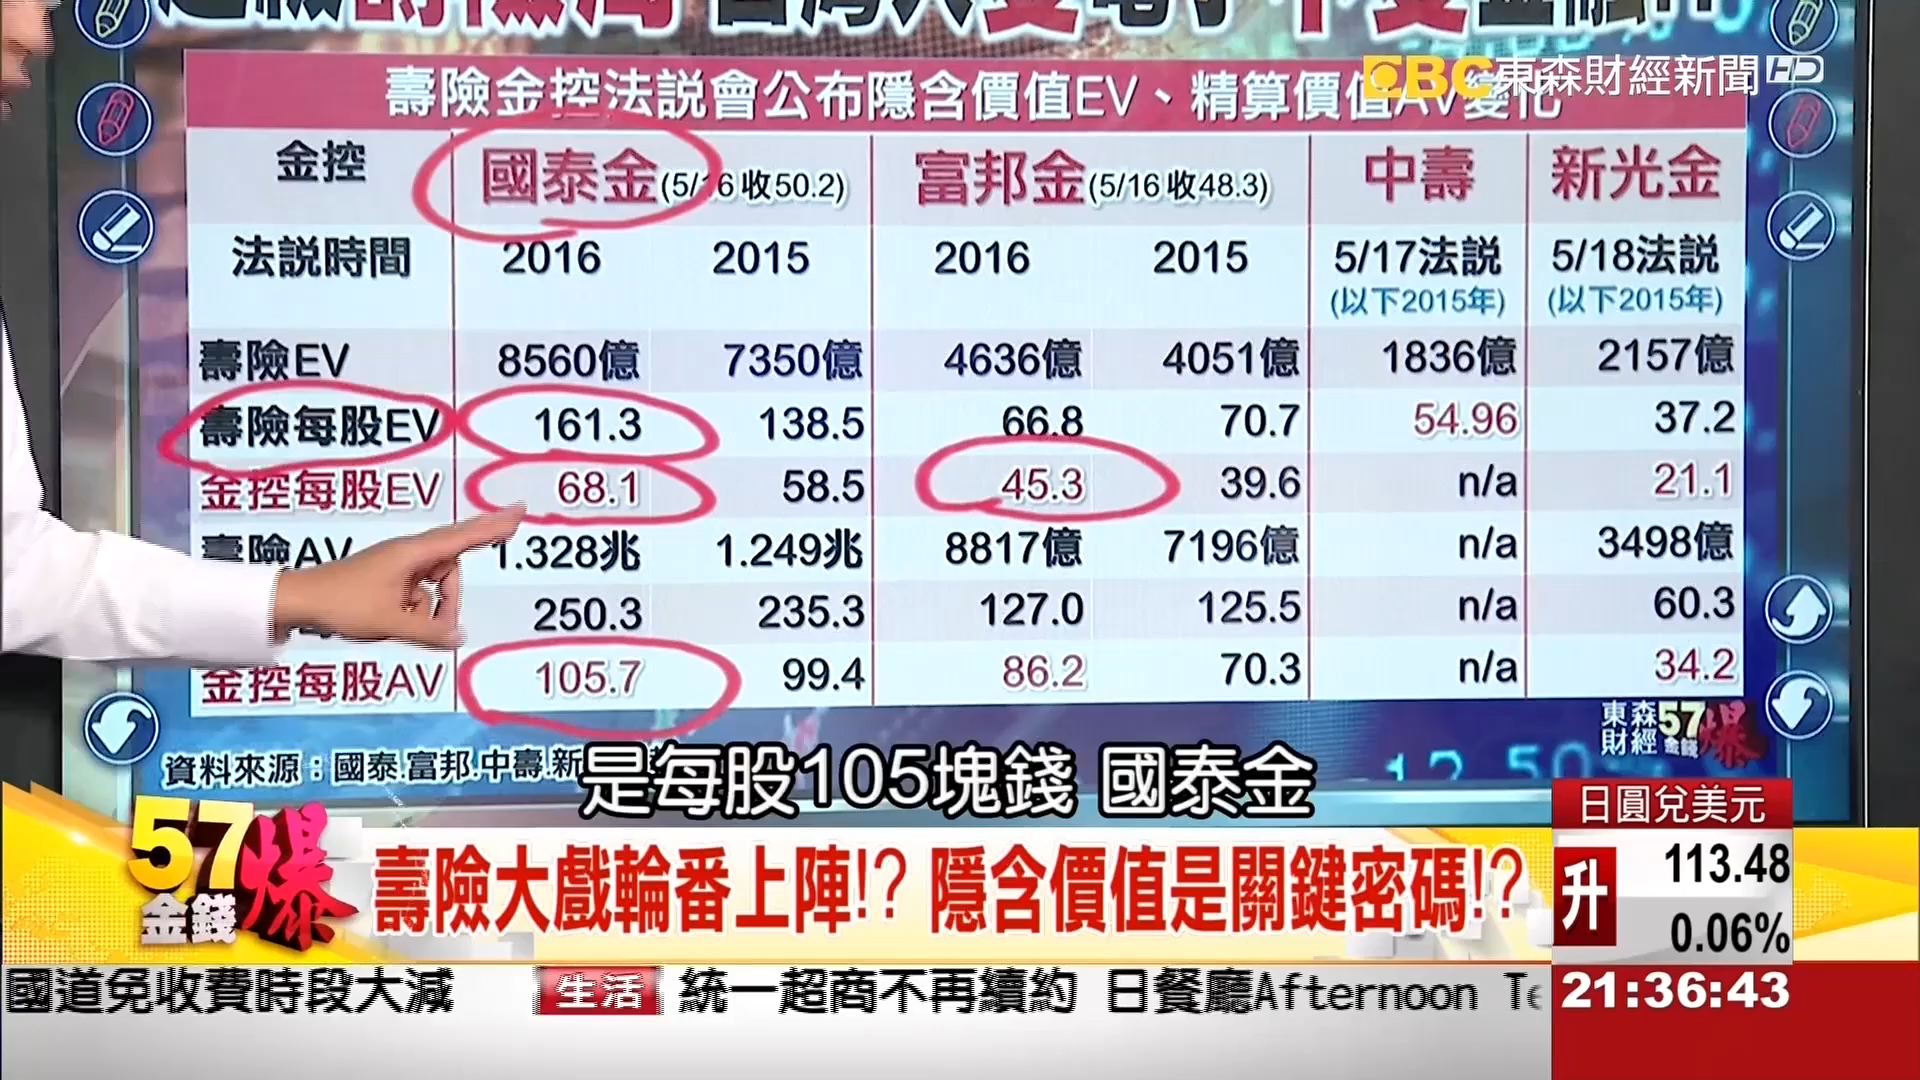 EBC 東森財經新聞 HD
壽險金控法說會公布隱含價值EV、精算價值AV變化
金控 國泰金(5/16收50.2) 富邦金(5/16收48.3) 中壽 新光金
法說時間 2016 2015 2016 2015 5/17法說 5/18法說
(以下2015年) (以下2015年)
壽險EV 8560億 7350億 4636億 4051億 1836億 2157億
壽險每股EV 161.3 138.5 66.8 70.7 54.96 37.2
金控每股EV 68.1 58.5 45.3 39.6 n/a 21.1
壽險AV 1.328兆 1.249兆 8817億 7196億 n/a 3498億
250.3 235.3 127.0 125.5 n/a 60.3
金控每股AV 105.7 99.4 86.2 70.3 n/a 34.2
東森財經 57金錢爆
資料來源：國泰.富邦.中壽.新
是每股105塊錢 國泰金
57金錢爆
壽險大戲輪番上陣!? 隱含價值是關鍵密碼!?
日圓兌美元
升 113.48
0.06%
國道免收費時段大減 生活 統一超商不再續約 日餐廳Afternoon Te
21:36:43